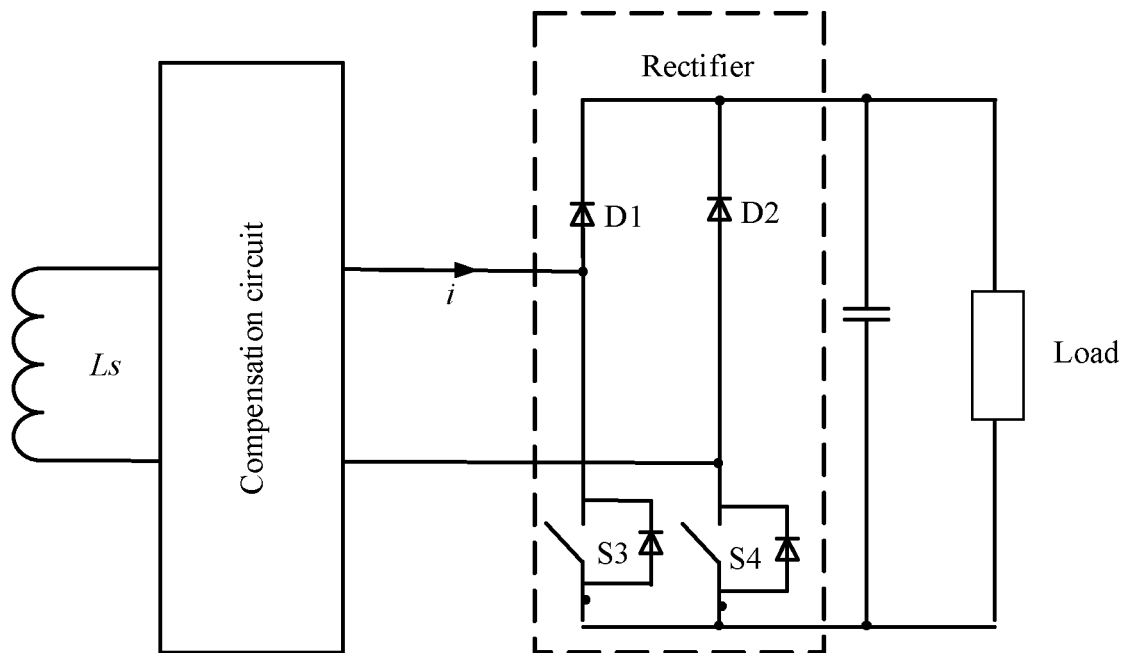 Rectifier
D1
D2
Compensation circuit
i
Ls
Load
S3
S4